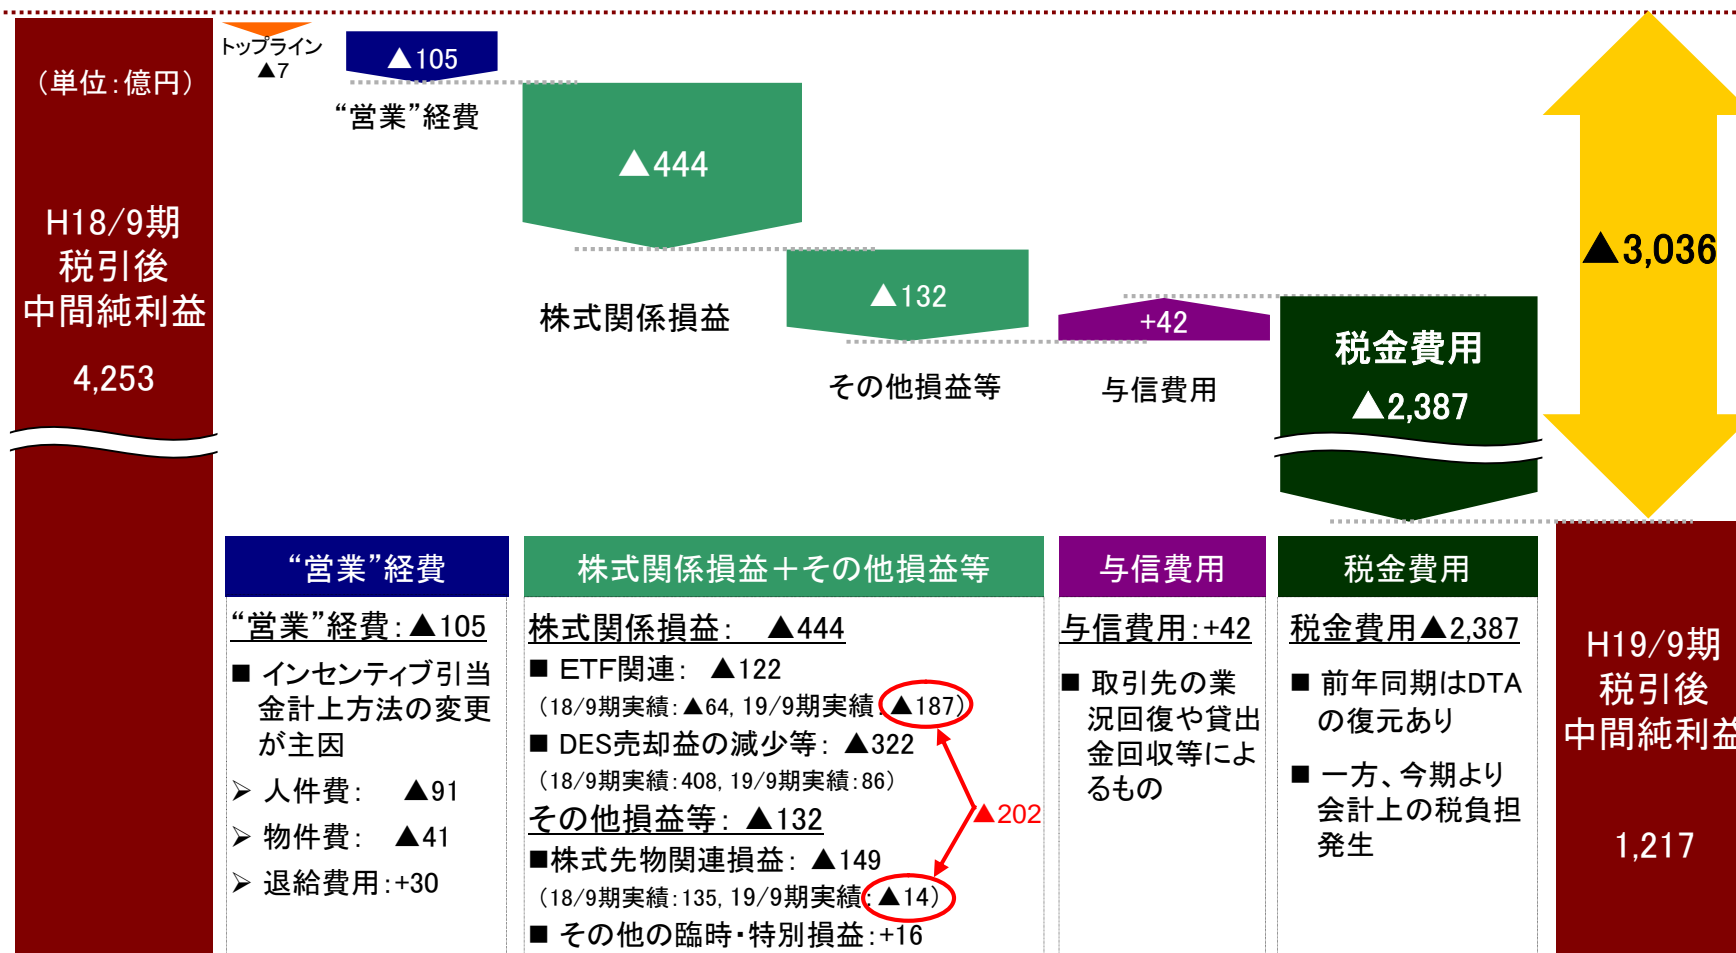 （単位：億円）
H18/9期
税引後
中間純利益
4,253
トップライン
▲7
▲105
“営業”経費
▲444
株式関係損益
▲132
その他損益等
+42
与信費用
税金費用
▲2,387
▲3,036
“営業”経費
“営業”経費：▲105
■ インセンティブ引当
金計上方法の変更
が主因
➢ 人件費： ▲91
➢ 物件費： ▲41
➢ 退給費用：+30
株式関係損益＋その他損益等
株式関係損益： ▲444
■ ETF関連： ▲122
（18/9期実績：▲64, 19/9期実績：▲187）
■ DES売却益の減少等： ▲322
（18/9期実績：408, 19/9期実績：86）
その他損益等： ▲132
■株式先物関連損益： ▲149
（18/9期実績：135, 19/9期実績：▲14）
■ その他の臨時・特別損益：+16
▲202
与信費用
与信費用：+42
■ 取引先の業
況回復や貸出
金回収等によ
るもの
税金費用
税金費用▲2,387
■ 前年同期はDTA
の復元あり
■ 一方、今期より
会計上の税負担
発生
H19/9期
税引後
中間純利益
1,217